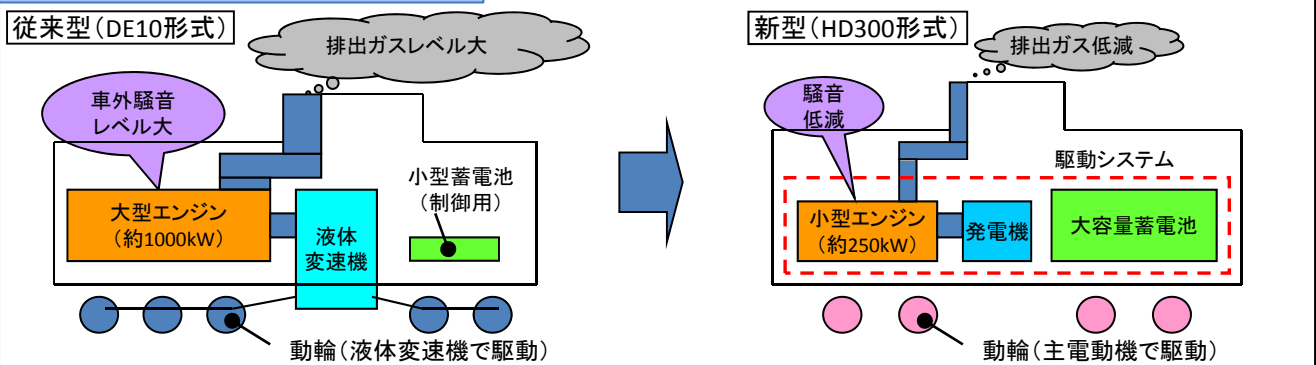 従来型(DE10形式)
排出ガスレベル大
車外騒音
レベル大
大型エンジン
(約1000kW)
液体
変速機
小型蓄電池
(制御用)
動輪(液体変速機で駆動)
新型(HD300形式)
排出ガス低減
騒音
低減
駆動システム
小型エンジン
(約250kW)
発電機
大容量蓄電池
動輪(主電動機で駆動)